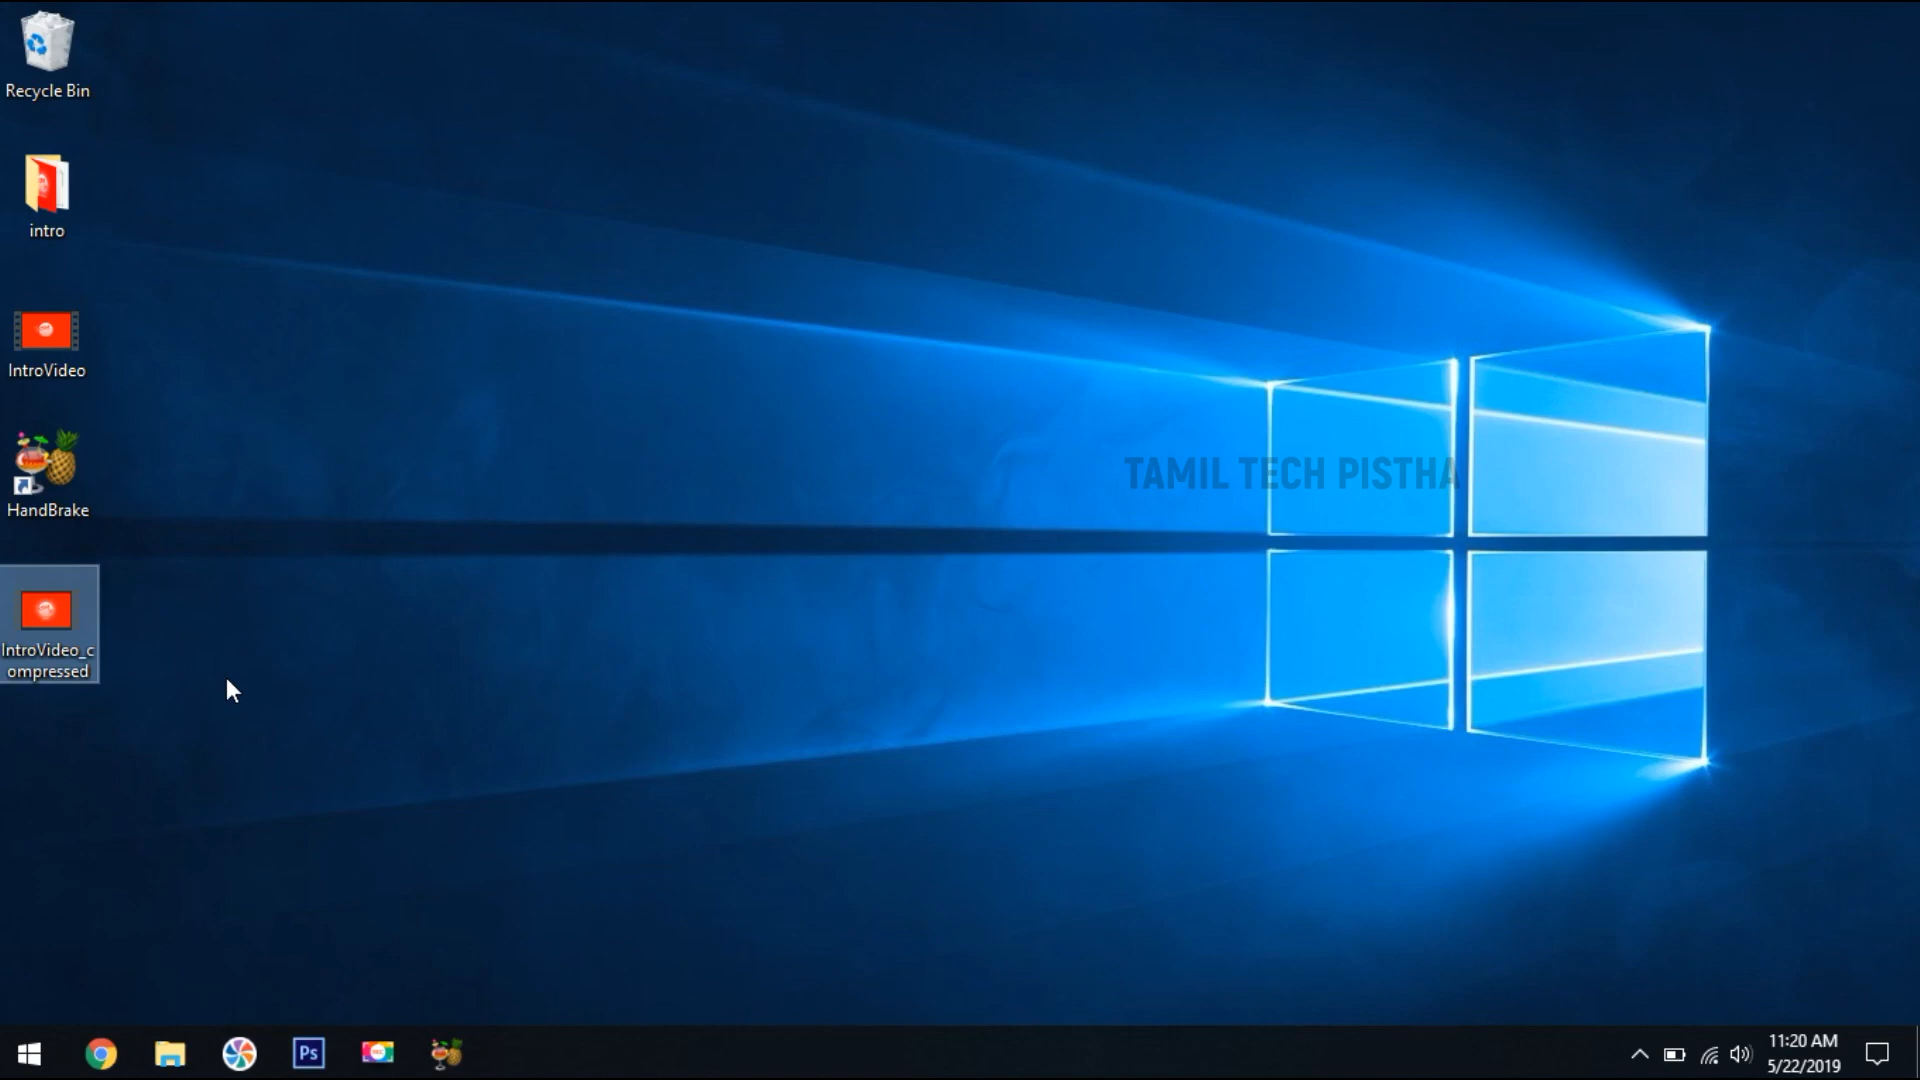 Recycle Bin
intro
IntroVideo
HandBrake
IntroVideo_c
ompressed
TAMIL TECH PISTHA
Ps
11:20 AM
5/22/2019